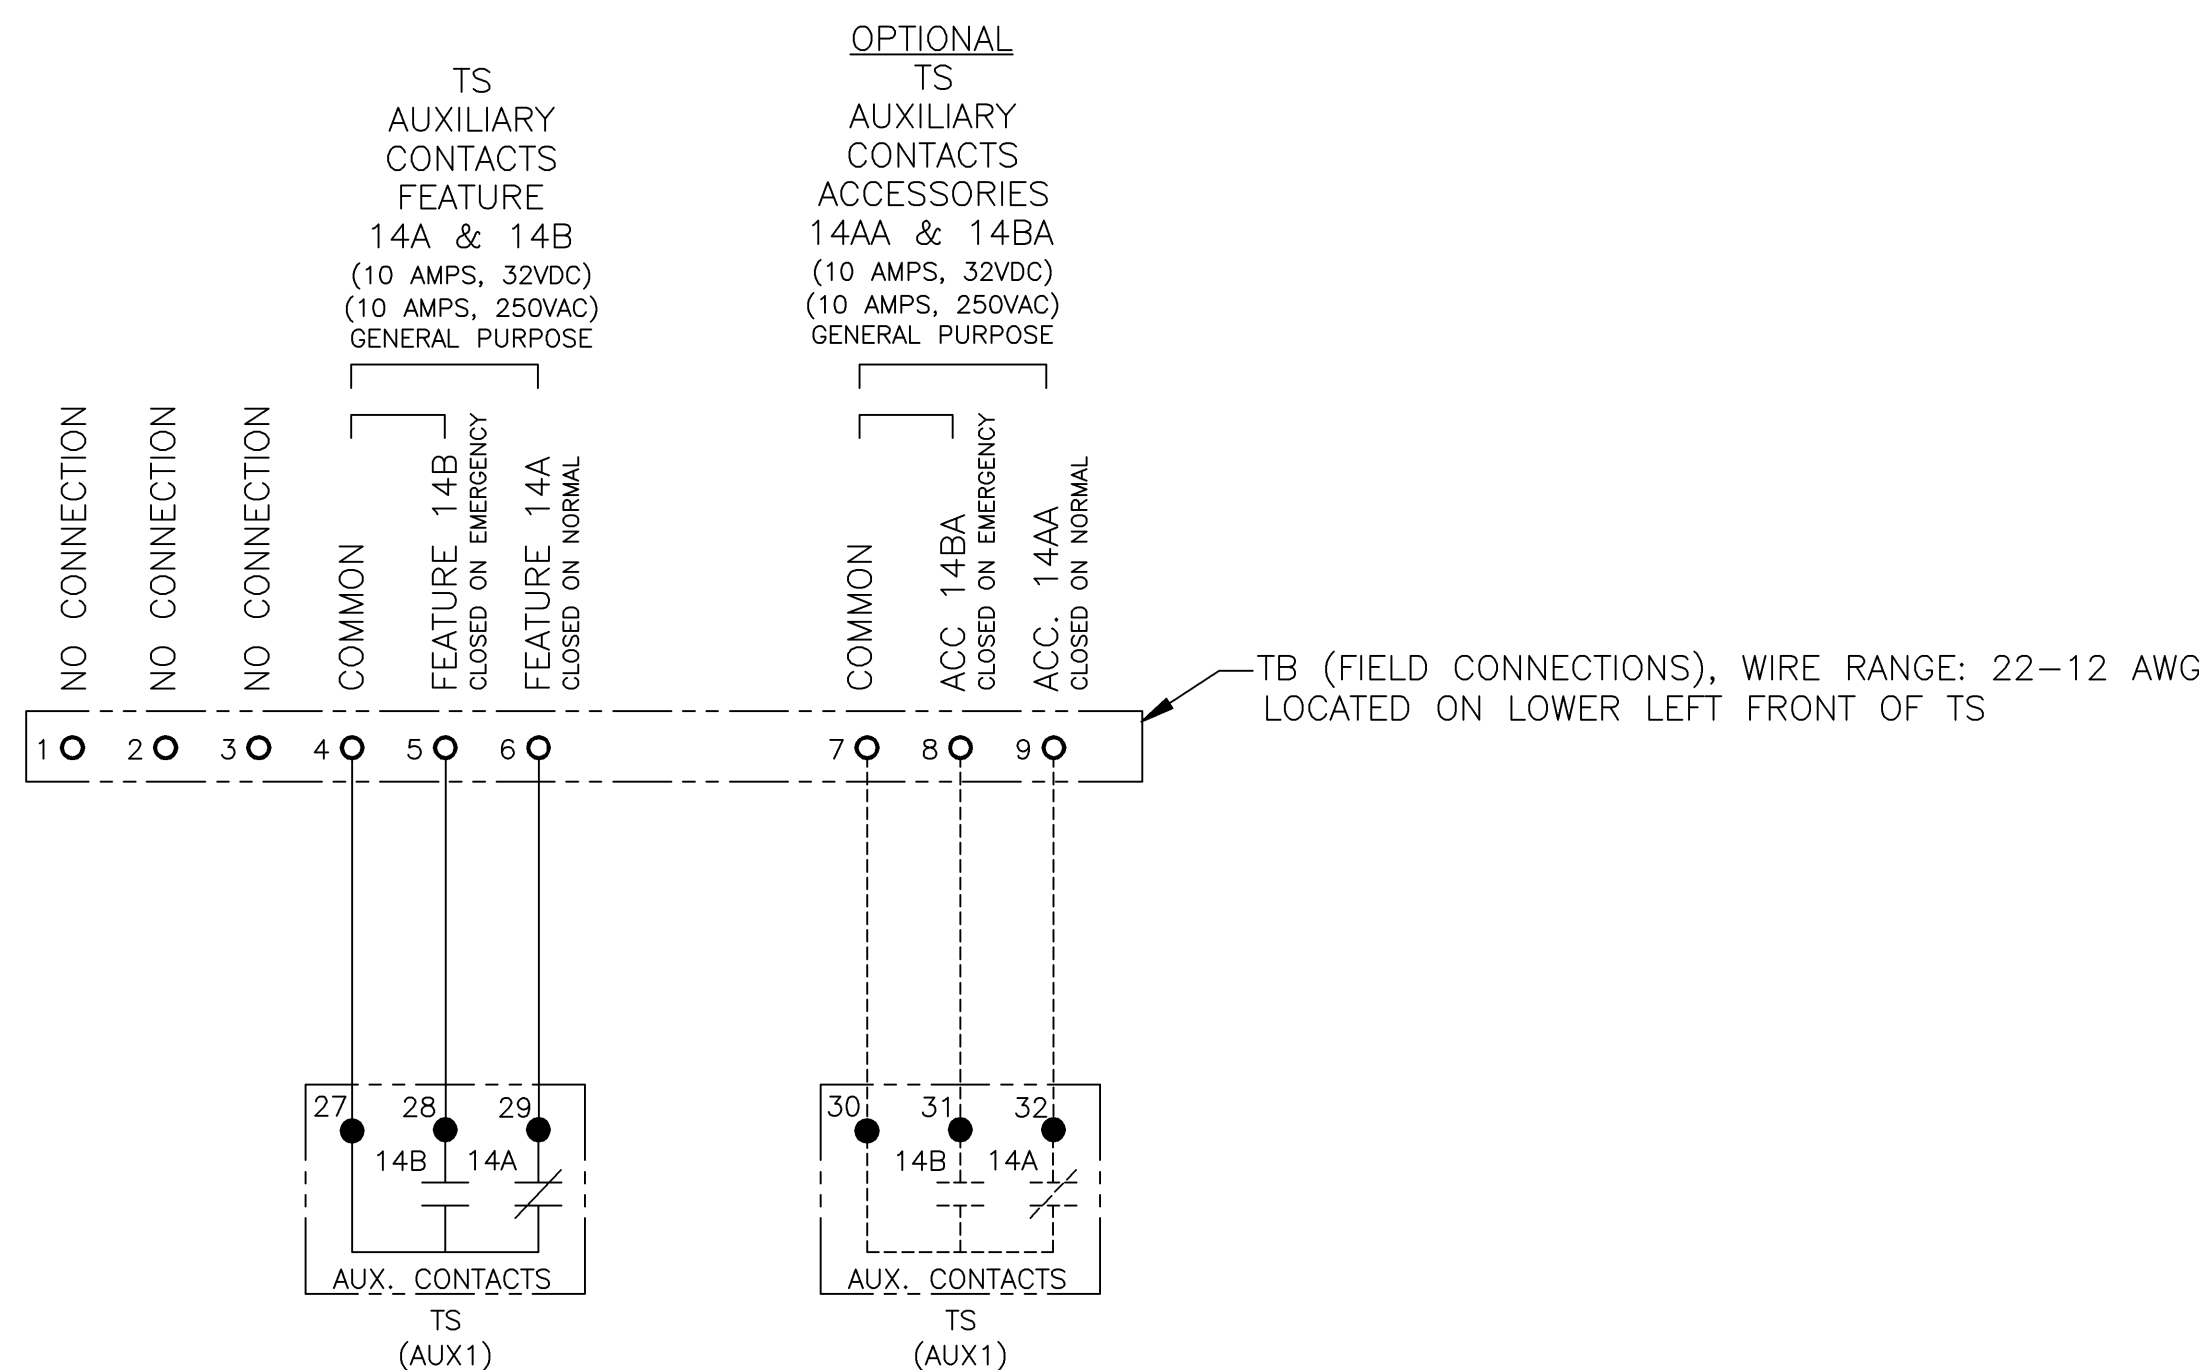 TS
AUXILIARY
CONTACTS
FEATURE
14A & 14B
(10 AMPS, 32VDC)
(10 AMPS, 250VAC)
GENERAL PURPOSE
OPTIONAL
TS
AUXILIARY
CONTACTS
ACCESSORIES
14AA & 14BA
(10 AMPS, 32VDC)
(10 AMPS, 250VAC)
GENERAL PURPOSE
NO CONNECTION
NO CONNECTION
NO CONNECTION
COMMON
FEATURE 14B
CLOSED ON EMERGENCY
FEATURE 14A
CLOSED ON NORMAL
COMMON
ACC 14BA
CLOSED ON EMERGENCY
ACC. 14AA
CLOSED ON NORMAL
TB (FIELD CONNECTIONS), WIRE RANGE: 22-12 AWG
LOCATED ON LOWER LEFT FRONT OF TS
1 2 3 4 5 6 7 8 9
27 28 29
14B 14A
AUX. CONTACTS
TS
(AUX1)
30 31 32
14B 14A
AUX. CONTACTS
TS
(AUX1)